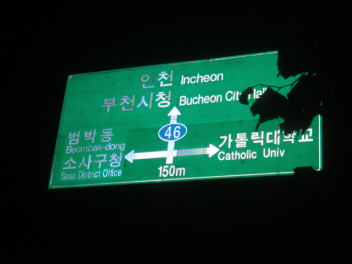 인천 Incheon
부천시청 Bucheon City Hall
범박동
Beombak-dong
소사구청
Sosa District Office
46
가톨릭대학교
Catholic Univ
150m